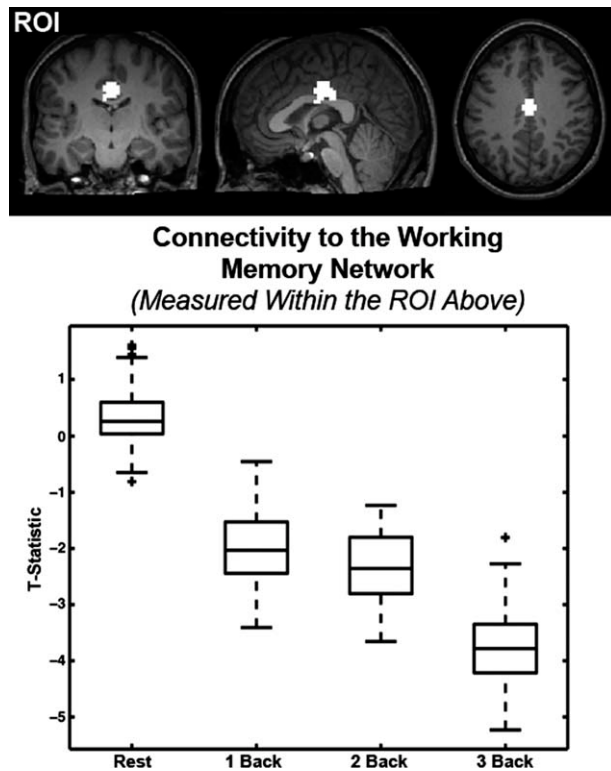 ROI
Connectivity to the Working
Memory Network
(Measured Within the ROI Above)
T-Statistic
1
0
−1
−2
−3
−4
−5
Rest 1 Back 2 Back 3 Back